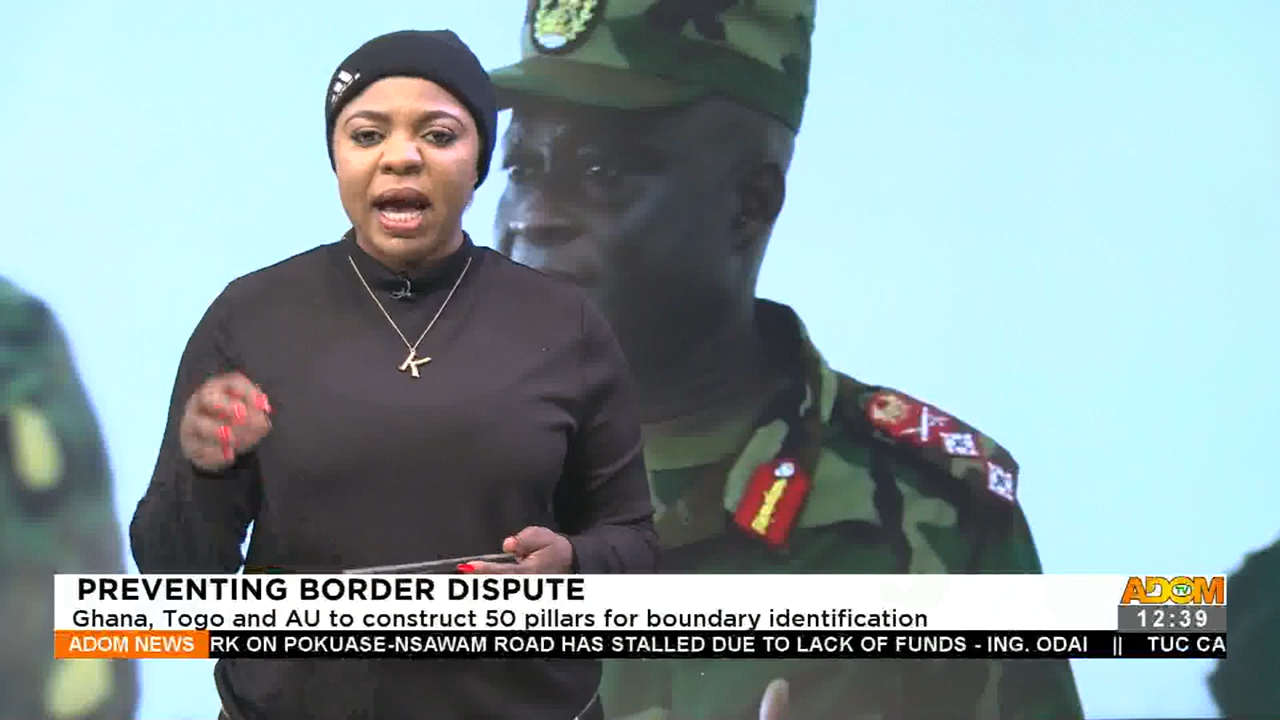 PREVENTING BORDER DISPUTE
Ghana, Togo and AU to construct 50 pillars for boundary identification
ADOM TV
12:39
ADOM NEWS RK ON POKUASE-NSAWAM ROAD HAS STALLED DUE TO LACK OF FUNDS - ING. ODAI || TUC CA
K